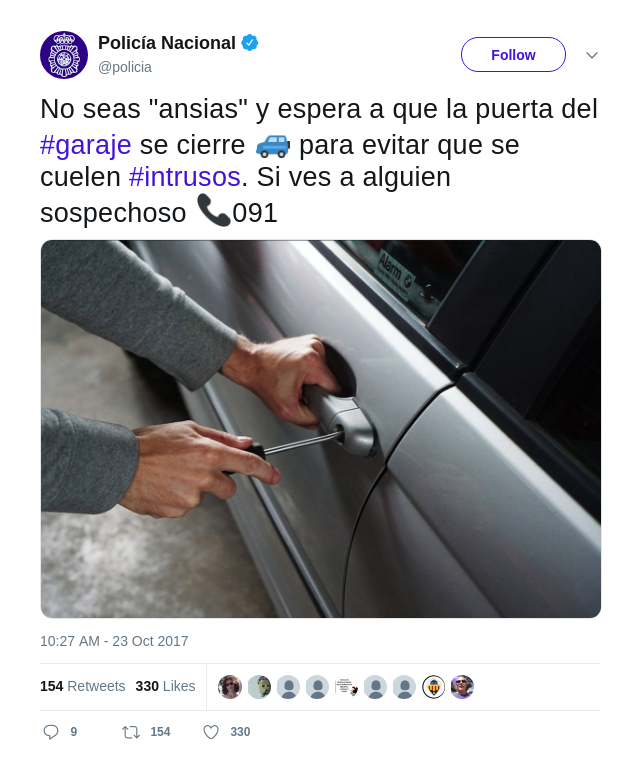 Policía Nacional
@policia
Follow
No seas "ansias" y espera a que la puerta del
#garaje se cierre 🚙 para evitar que se
cuelen #intrusos. Si ves a alguien
sospechoso 📞091
Alarm
10:27 AM - 23 Oct 2017
154 Retweets 330 Likes
9 154 330